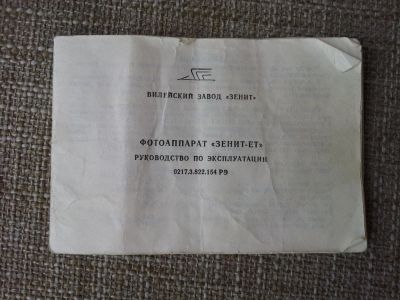 ВИЛЕЙСКИЙ ЗАВОД «ЗЕНИТ»
ФОТОАППАРАТ «ЗЕНИТ-ЕТ»
РУКОВОДСТВО ПО ЭКСПЛУАТАЦИИ
0217.3.822.154 РЭ